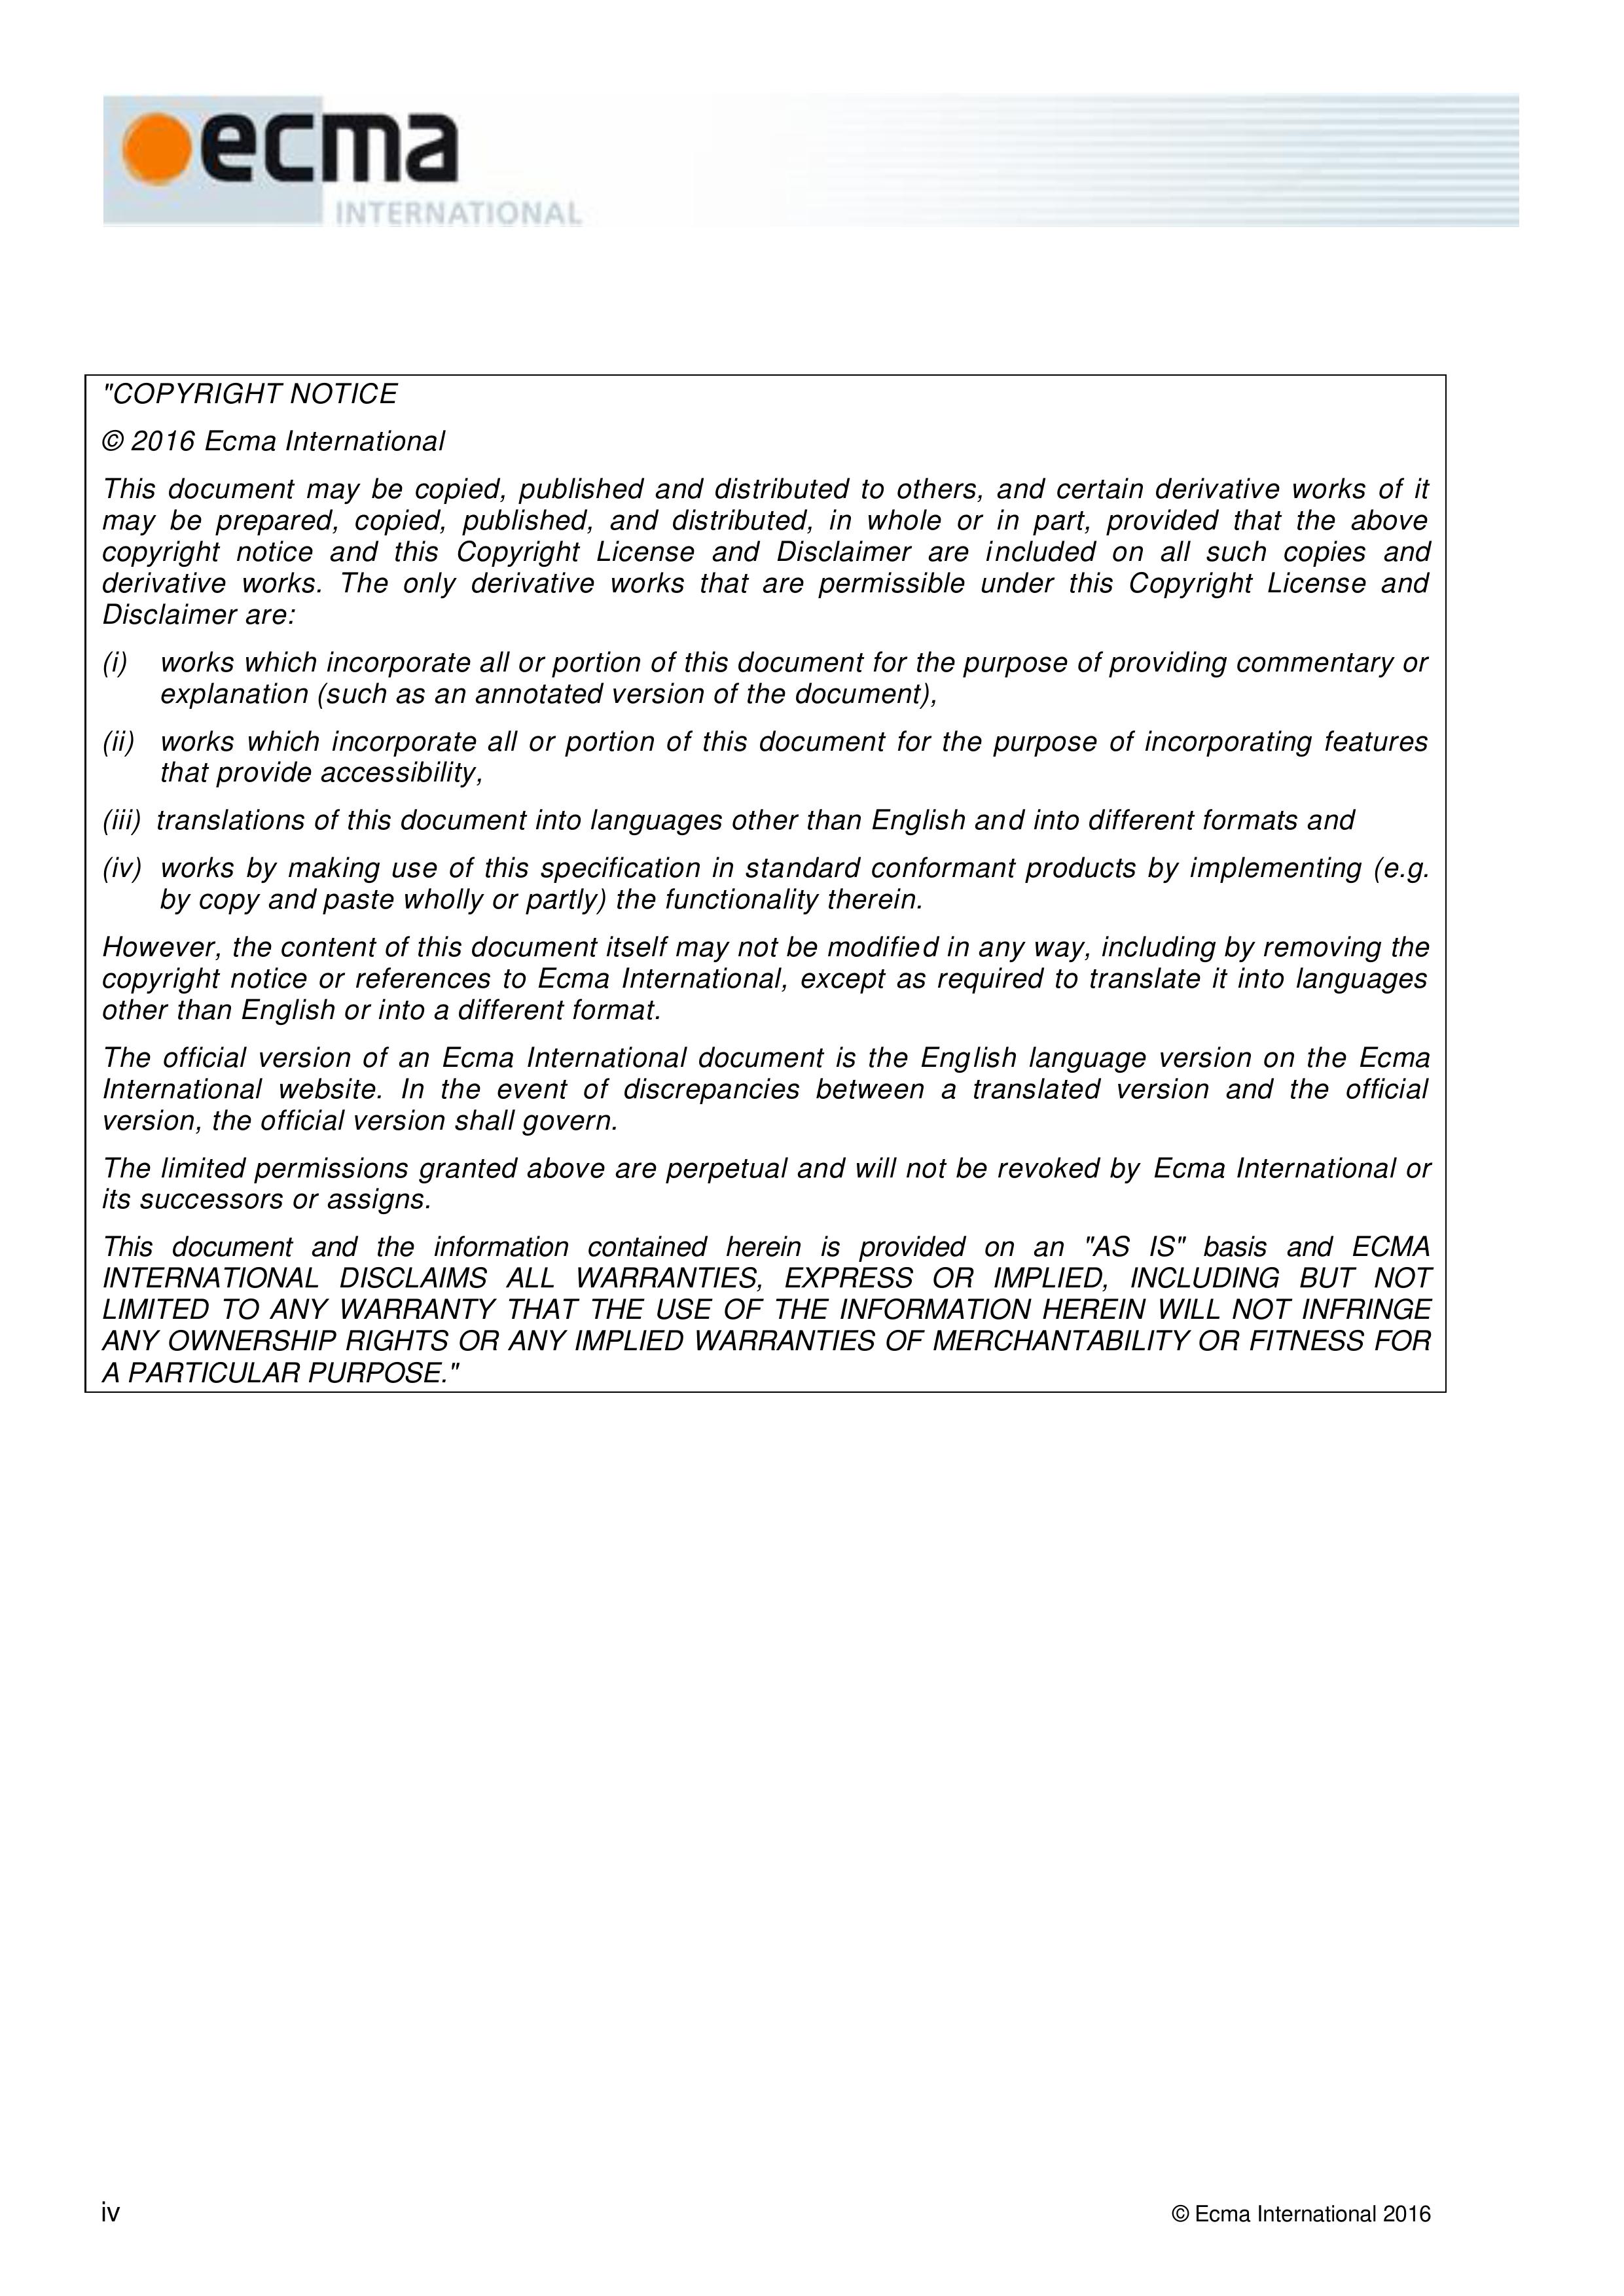 ecma
INTERNATIONAL
"COPYRIGHT NOTICE
© 2016 Ecma International
This document may be copied, published and distributed to others, and certain derivative works of it
may be prepared, copied, published, and distributed, in whole or in part, provided that the above
copyright notice and this Copyright License and Disclaimer are included on all such copies and
derivative works. The only derivative works that are permissible under this Copyright License and
Disclaimer are:
(i) works which incorporate all or portion of this document for the purpose of providing commentary or
explanation (such as an annotated version of the document),
(ii) works which incorporate all or portion of this document for the purpose of incorporating features
that provide accessibility,
(iii) translations of this document into languages other than English and into different formats and
(iv) works by making use of this specification in standard conformant products by implementing (e.g.
by copy and paste wholly or partly) the functionality therein.
However, the content of this document itself may not be modified in any way, including by removing the
copyright notice or references to Ecma International, except as required to translate it into languages
other than English or into a different format.
The official version of an Ecma International document is the English language version on the Ecma
International website. In the event of discrepancies between a translated version and the official
version, the official version shall govern.
The limited permissions granted above are perpetual and will not be revoked by Ecma International or
its successors or assigns.
This document and the information contained herein is provided on an "AS IS" basis and ECMA
INTERNATIONAL DISCLAIMS ALL WARRANTIES, EXPRESS OR IMPLIED, INCLUDING BUT NOT
LIMITED TO ANY WARRANTY THAT THE USE OF THE INFORMATION HEREIN WILL NOT INFRINGE
ANY OWNERSHIP RIGHTS OR ANY IMPLIED WARRANTIES OF MERCHANTABILITY OR FITNESS FOR
A PARTICULAR PURPOSE."
iv
© Ecma International 2016